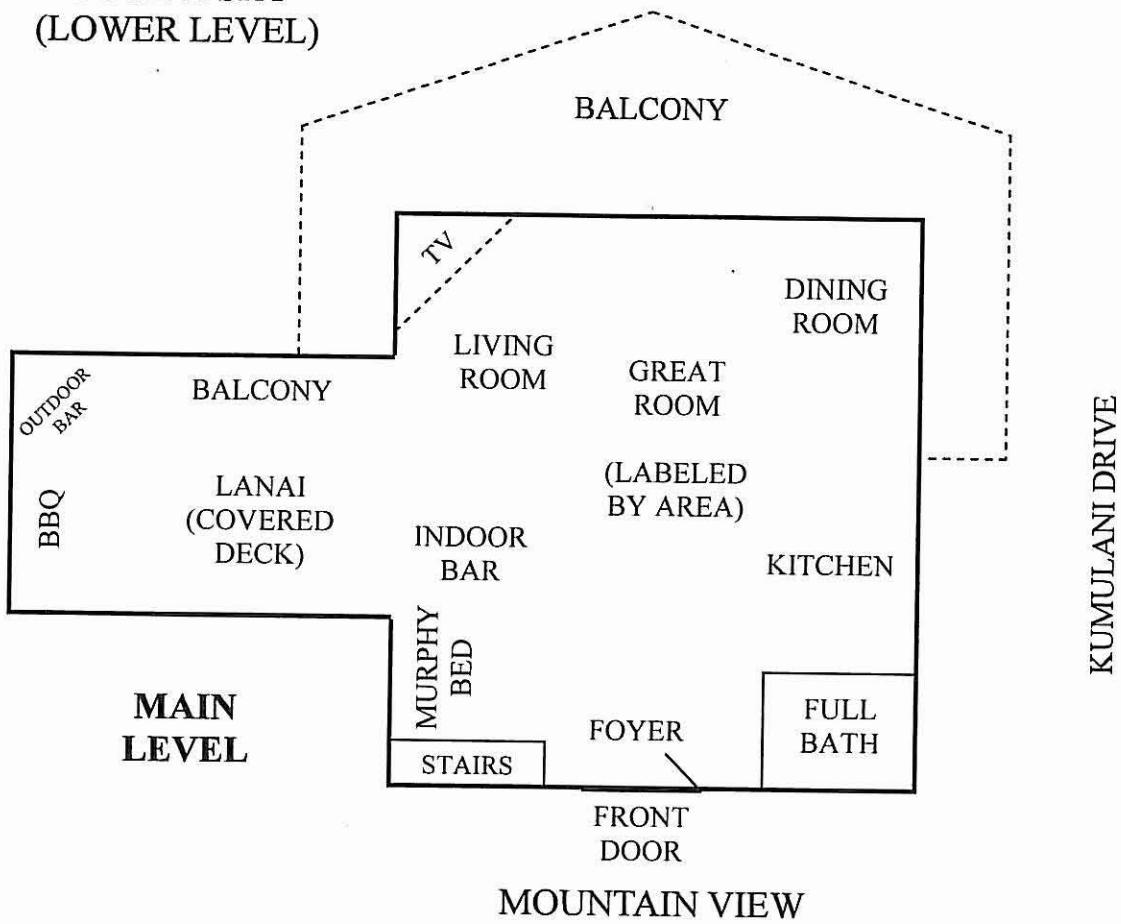 (LOWER LEVEL)
BALCONY
TV
DINING
ROOM
LIVING
ROOM
GREAT
ROOM
OUTDOOR
BAR
BALCONY
KUMULANI DRIVE
(LABELED
BY AREA)
BBQ
LANAI
(COVERED
DECK)
INDOOR
BAR
KITCHEN
MURPHY
BED
MAIN
LEVEL
FULL
BATH
FOYER
STAIRS
FRONT
DOOR
MOUNTAIN VIEW